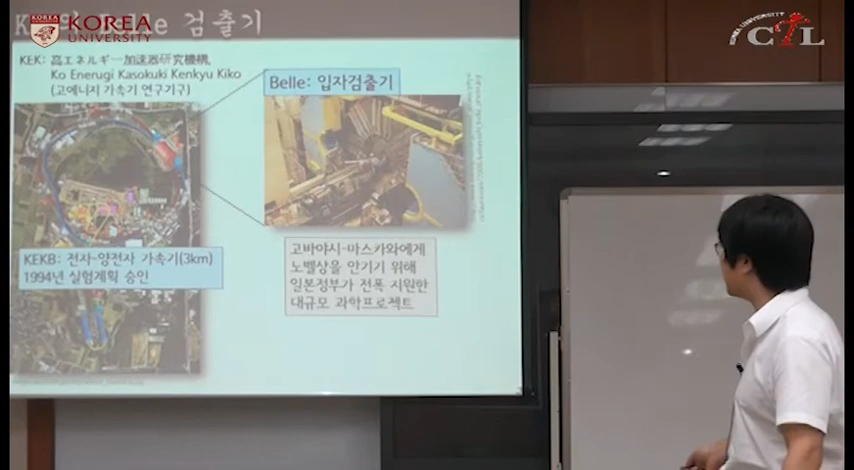 KOREA
UNIVERSITY
CTL
검출기
KEK: 高エネルギー加速器研究機構,
Ko Enerugi Kasokuki Kenkyu Kiko
(고에너지 가속기 연구기구)
Belle: 입자검출기
KEKB: 전자-양전자 가속기(3km)
1994년 실험계획 승인
고바야시-마스카와에게
노벨상을 안기기 위해
일본정부가 전폭 지원한
대규모 과학프로젝트